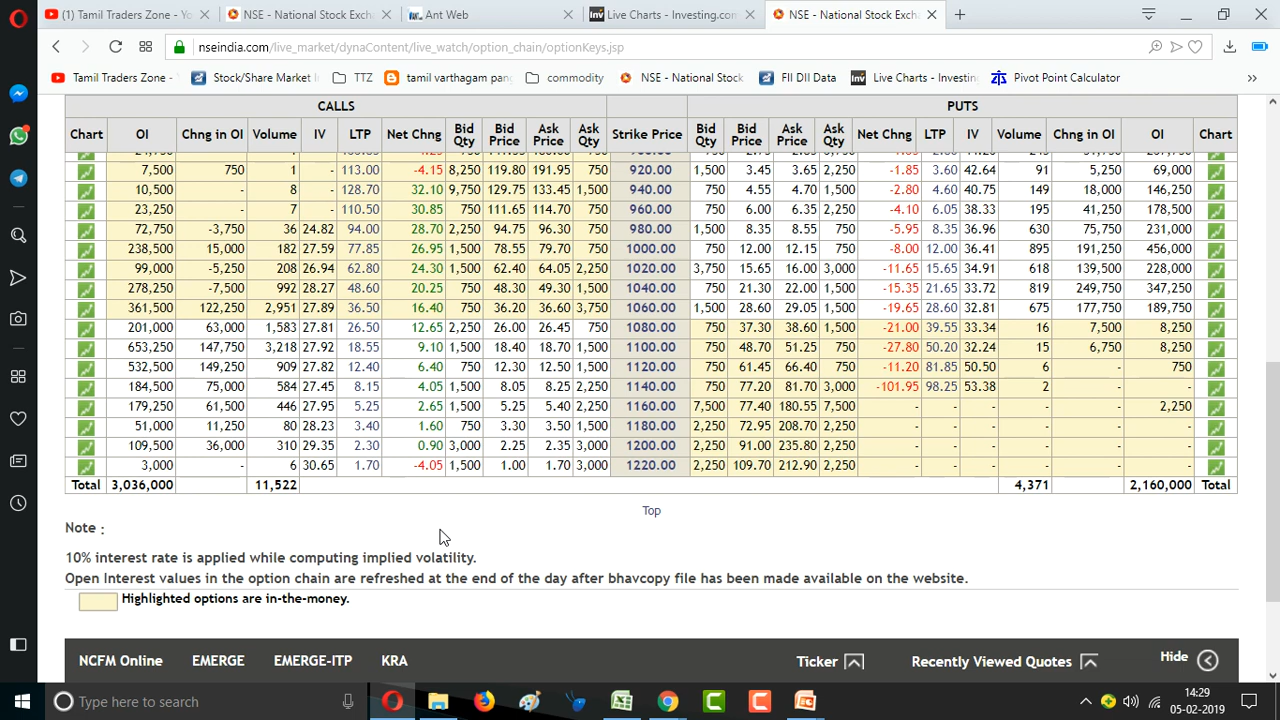 (1) Tamil Traders Zone - Yo NSE - National Stock Excha Ant Web Live Charts - Investing.com NSE - National Stock Excha
nseindia.com/live_market/dynaContent/live_watch/option_chain/optionKeys.jsp
Tamil Traders Zone - Stock/Share Market I TTZ tamil varthagam pan commodity NSE - National Stock FII DII Data Live Charts - Investin Pivot Point Calculator
CALLS PUTS
Chart OI Chng in OI Volume IV LTP Net Chng Bid Qty Bid Price Ask Price Ask Qty Strike Price Bid Qty Bid Price Ask Price Ask Qty Net Chng LTP IV Volume Chng in OI OI Chart
7,500 750 1 - 113.00 -4.15 8,250 119.80 191.95 750 920.00 1,500 3.45 3.65 2,250 -1.85 3.60 42.64 91 5,250 69,000
10,500 - 8 - 128.70 32.10 9,750 129.75 133.45 1,500 940.00 750 4.55 4.70 1,500 -2.80 4.60 40.75 149 18,000 146,250
23,250 - 7 - 110.50 30.85 750 111.65 114.70 750 960.00 750 6.00 6.35 2,250 -4.10 6.05 38.33 195 41,250 178,500
72,750 -3,750 36 24.82 94.00 28.70 2,250 94.75 96.30 750 980.00 1,500 8.35 8.55 750 -5.95 8.35 36.96 630 75,750 231,000
238,500 15,000 182 27.59 77.85 26.95 1,500 78.55 79.70 750 1000.00 750 12.00 12.15 750 -8.00 12.00 36.41 895 191,250 456,000
99,000 -5,250 208 26.94 62.80 24.30 1,500 62.40 64.05 2,250 1020.00 3,750 15.65 16.00 3,000 -11.65 15.65 34.91 618 139,500 228,000
278,250 -7,500 992 28.27 48.60 20.25 750 48.30 49.30 1,500 1040.00 750 21.30 22.00 1,500 -15.35 21.65 33.72 819 249,750 347,250
361,500 122,250 2,951 27.89 36.50 16.40 750 36.20 36.60 3,750 1060.00 1,500 28.60 29.05 1,500 -19.65 28.60 32.81 675 177,750 189,750
201,000 63,000 1,583 27.81 26.50 12.65 2,250 26.00 26.45 750 1080.00 750 37.30 38.60 1,500 -21.00 39.55 33.34 16 7,500 8,250
653,250 147,750 3,218 27.92 18.55 9.10 1,500 18.40 18.70 1,500 1100.00 750 48.70 51.25 750 -27.80 50.20 32.24 15 6,750 8,250
532,500 149,250 909 27.82 12.40 6.40 750 12.30 12.50 1,500 1120.00 750 61.45 66.40 750 -11.20 81.85 50.50 6 - 750
184,500 75,000 584 27.45 8.15 4.05 1,500 8.05 8.25 2,250 1140.00 750 77.20 81.70 3,000 -101.95 98.25 53.38 2 - -
179,250 61,500 446 27.95 5.25 2.65 1,500 5.25 5.40 2,250 1160.00 7,500 77.40 180.55 7,500 - - - - - 2,250
51,000 11,250 80 28.23 3.40 1.60 750 3.30 3.50 1,500 1180.00 2,250 72.95 208.70 2,250 - - - - - -
109,500 36,000 310 29.35 2.30 0.90 3,000 2.25 2.35 3,000 1200.00 2,250 91.00 235.80 2,250 - - - - - -
3,000 - 6 30.65 1.70 -4.05 1,500 1.00 1.70 3,000 1220.00 2,250 109.70 212.90 2,250 - - - - - -
Total 3,036,000 11,522 4,371 2,160,000 Total
Top
Note :
10% interest rate is applied while computing implied volatility.
Open Interest values in the option chain are refreshed at the end of the day after bhavcopy file has been made available on the website.
Highlighted options are in-the-money.
NCFM Online EMERGE EMERGE-ITP KRA Ticker Recently Viewed Quotes Hide
Type here to search 14:29
05-02-2019